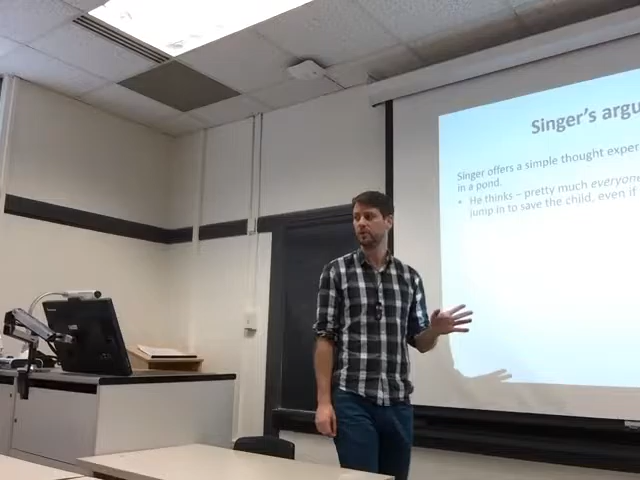 Singer's argu
Singer offers a simple thought exper
in a pond.
• He thinks – pretty much everyone
jump in to save the child, even if